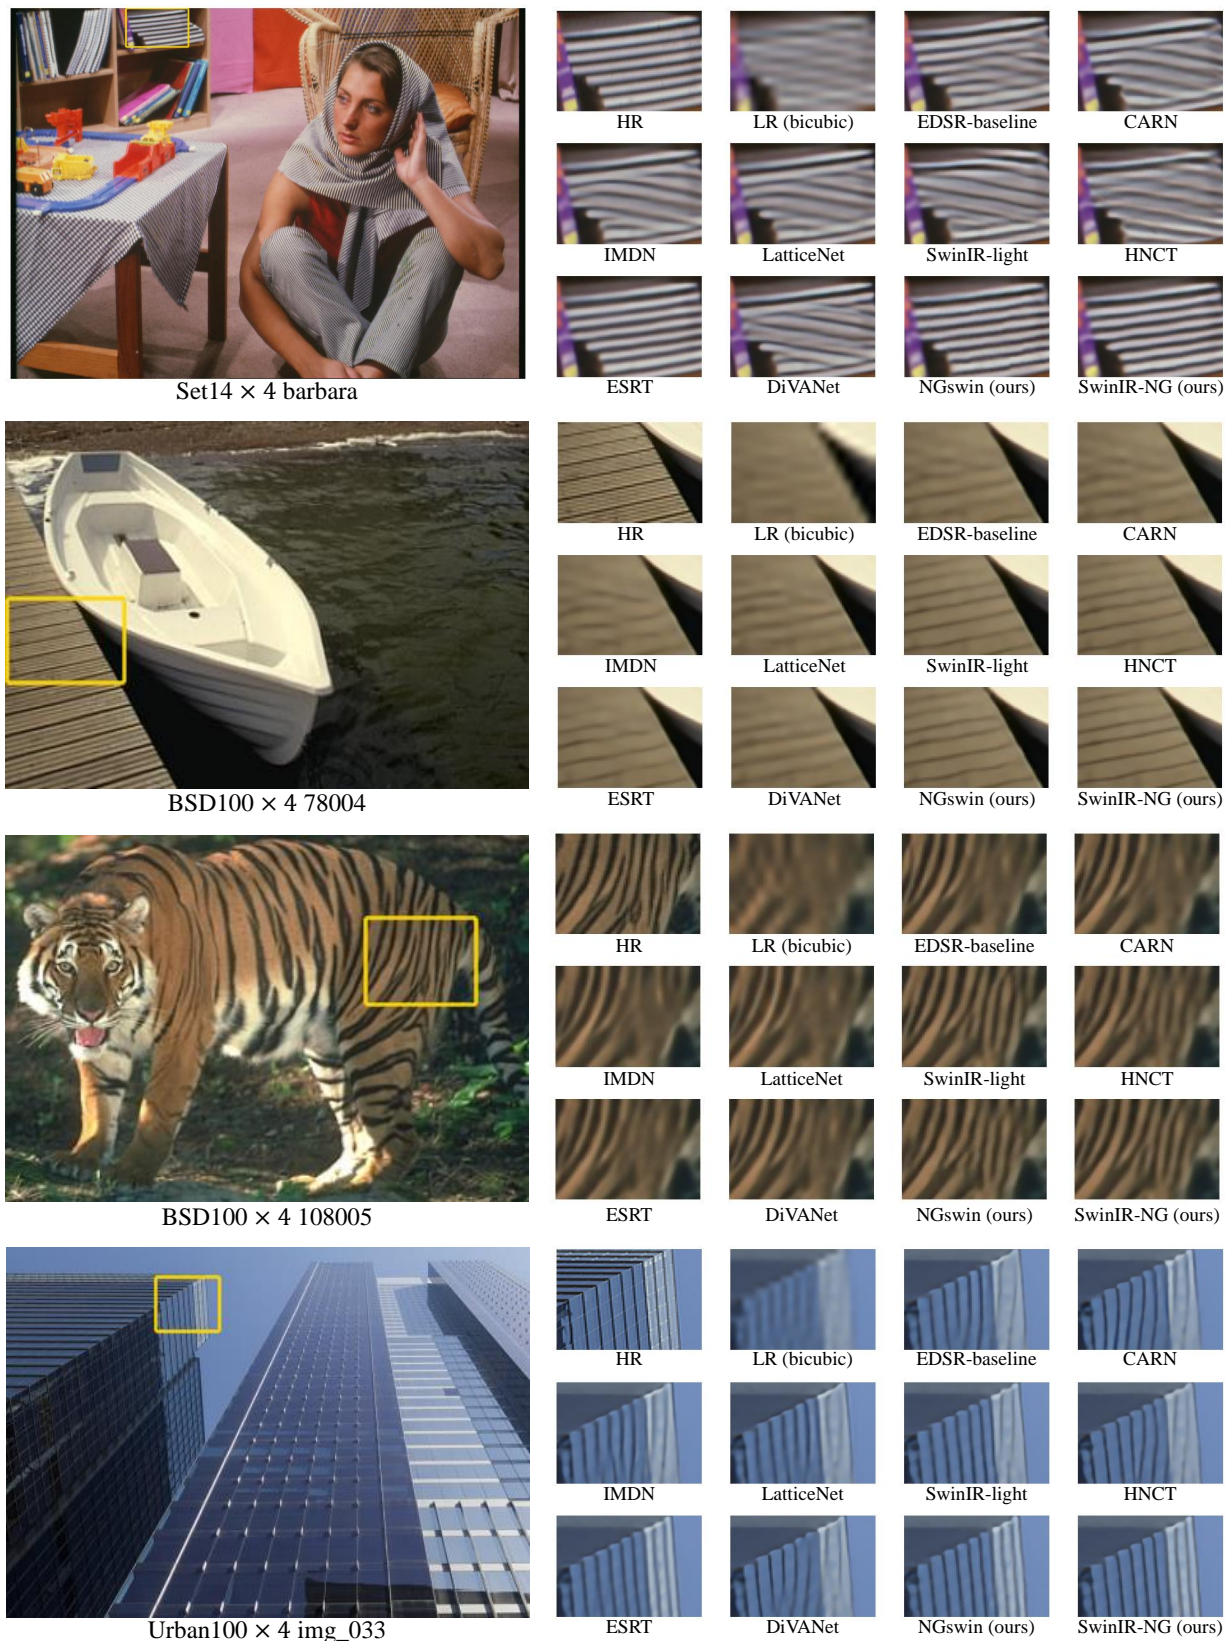 HR LR (bicubic) EDSR-baseline CARN
IMDN LatticeNet SwinIR-light HNCT
ESRT DiVANet NGswin (ours) SwinIR-NG (ours)
Set14 × 4 barbara
HR LR (bicubic) EDSR-baseline CARN
IMDN LatticeNet SwinIR-light HNCT
ESRT DiVANet NGswin (ours) SwinIR-NG (ours)
BSD100 × 4 78004
HR LR (bicubic) EDSR-baseline CARN
IMDN LatticeNet SwinIR-light HNCT
ESRT DiVANet NGswin (ours) SwinIR-NG (ours)
BSD100 × 4 108005
HR LR (bicubic) EDSR-baseline CARN
IMDN LatticeNet SwinIR-light HNCT
ESRT DiVANet NGswin (ours) SwinIR-NG (ours)
Urban100 × 4 img_033